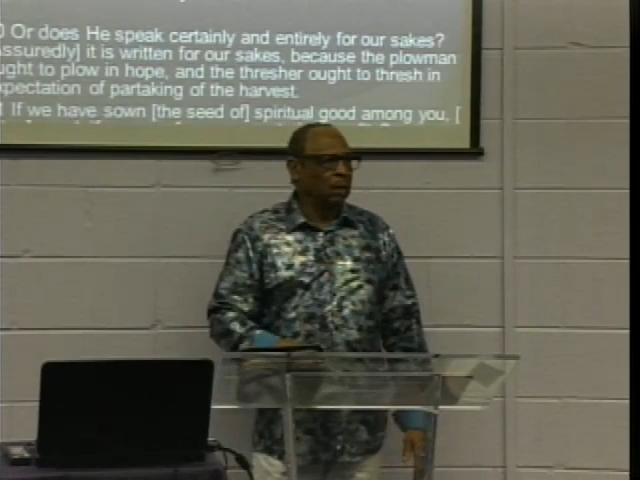 ) Or does He speak certainly and entirely for our sakes?
Assuredly] it is written for our sakes, because the plowman
ught to plow in hope, and the thresher ought to thresh in
xpectation of partaking of the harvest.
If we have sown [the seed of] spiritual good among you, [